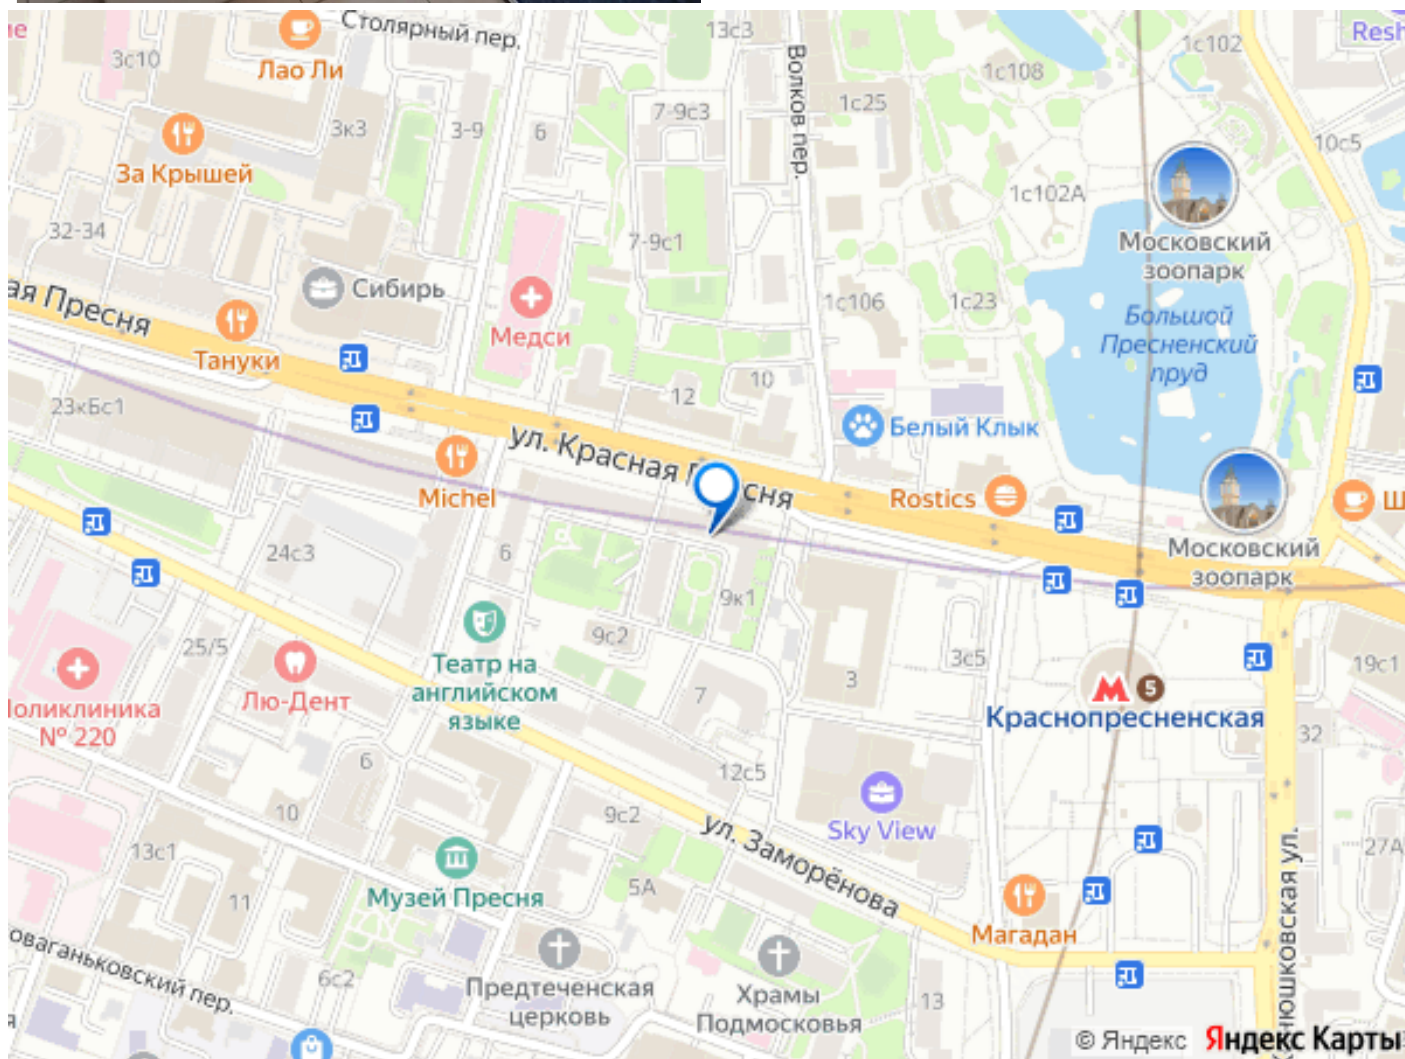 Столярный пер.
13с3
1с102
Resh
ие
3с10
Лао Ли
Волков пер.
1с108
3к3
3-9
6
7-9с3
1с25
10с5
За Крышей
1с102А
32-34
7-9с1
Московский
зоопарк
Сибирь
1с106
1с23
ая Пресня
Медси
Большой
Пресненский
пруд
Тануки
10
12
23кБс1
Белый Клык
ул. Красная П
сня
Michel
Rostics
Ш
24с3
6
Московский
зоопарк
9к1
25/5
9с2
3с5
Театр на
английском
языке
3
19с1
Лю-Дент
7
М
5
Краснопресненская
Поликлиника
№ 220
32
6
12с5
10
9с2
ул. Заморёнова
Sky View
13с1
27А
Музей Пресня
5А
11
Магадан
нюшковская ул.
оваганьковский пер.
6с2
Предтеченская
церковь
Храмы
Подмосковья
13
© Яндекс
Яндекс Карты